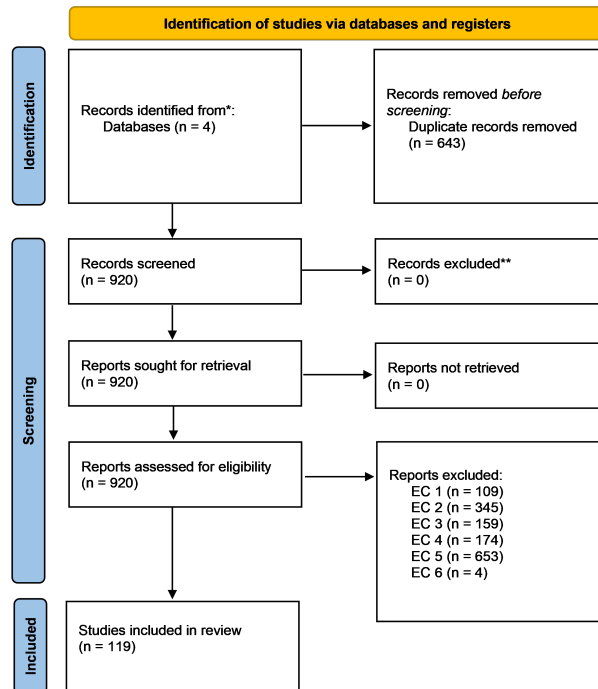 Identification of studies via databases and registers
Identification
Records identified from*:
Databases (n = 4)
Records removed before
screening:
Duplicate records removed
(n = 643)
Screening
Records screened
(n = 920)
Records excluded**
(n = 0)
Reports sought for retrieval
(n = 920)
Reports not retrieved
(n = 0)
Reports assessed for eligibility
(n = 920)
Reports excluded:
EC 1 (n = 109)
EC 2 (n = 345)
EC 3 (n = 159)
EC 4 (n = 174)
EC 5 (n = 653)
EC 6 (n = 4)
Included
Studies included in review
(n = 119)